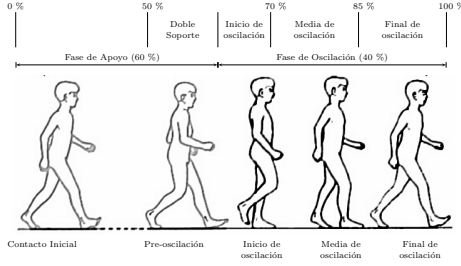 0 % 50 % 70 % 85 % 100 %
Doble Soporte
Inicio de oscilación
Media de oscilación
Final de oscilación
Fase de Apoyo (60 %) Fase de Oscilación (40 %)
Contacto Inicial
Pre-oscilación
Inicio de oscilación
Media de oscilación
Final de oscilación